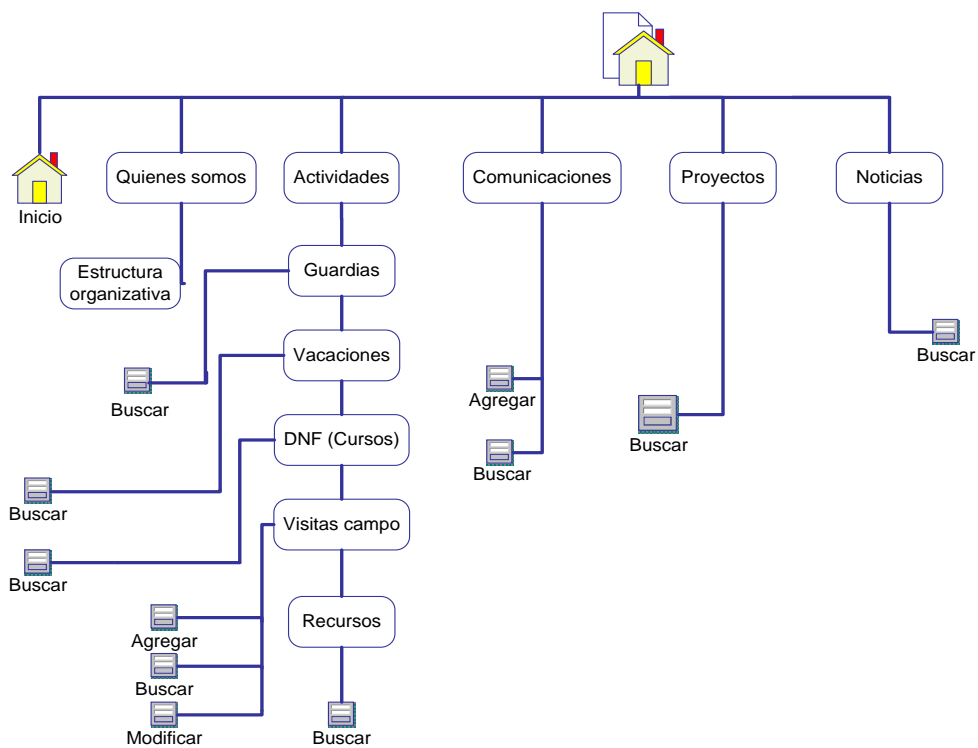 Quienes somos
Actividades
Comunicaciones
Proyectos
Noticias
Inicio
Estructura
organizativa
Guardias
Vacaciones
Buscar
Buscar
Agregar
DNF (Cursos)
Buscar
Buscar
Buscar
Visitas campo
Buscar
Recursos
Agregar
Buscar
Modificar
Buscar